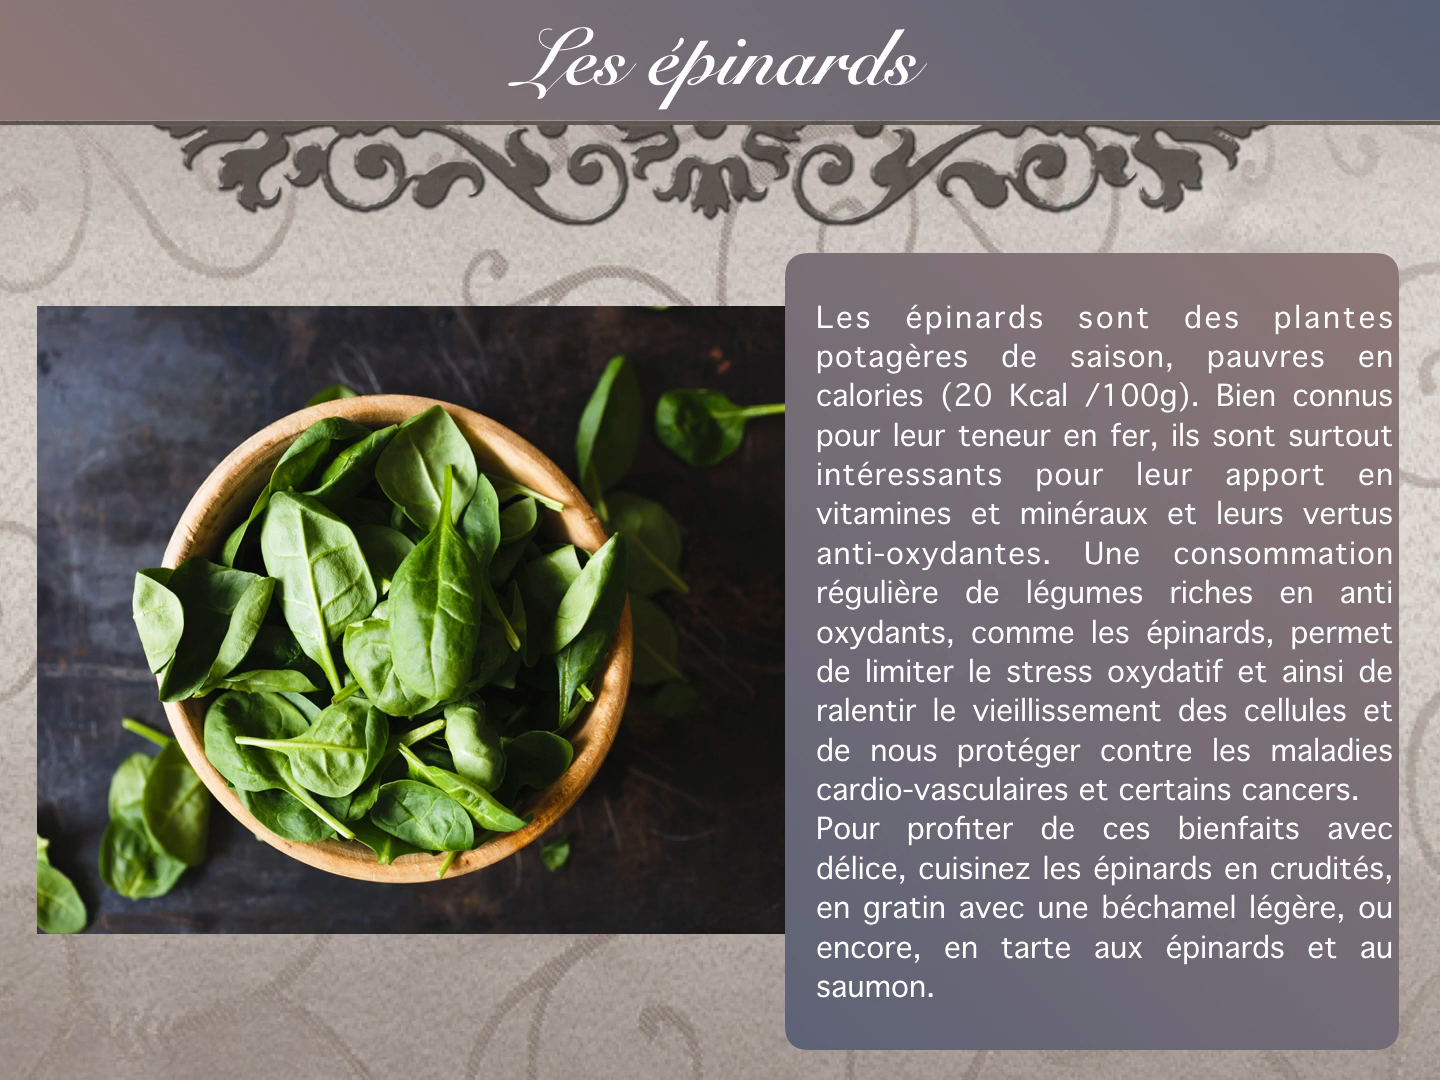 Les épinards
Les épinards sont des plantes
potagères de saison, pauvres en
calories (20 Kcal /100g). Bien connus
pour leur teneur en fer, ils sont surtout
intéressants pour leur apport en
vitamines et minéraux et leurs vertus
anti-oxydantes. Une consommation
régulière de légumes riches en anti
oxydants, comme les épinards, permet
de limiter le stress oxydatif et ainsi de
ralentir le vieillissement des cellules et
de nous protéger contre les maladies
cardio-vasculaires et certains cancers.
Pour profiter de ces bienfaits avec
délice, cuisinez les épinards en crudités,
en gratin avec une béchamel légère, ou
encore, en tarte aux épinards et au
saumon.